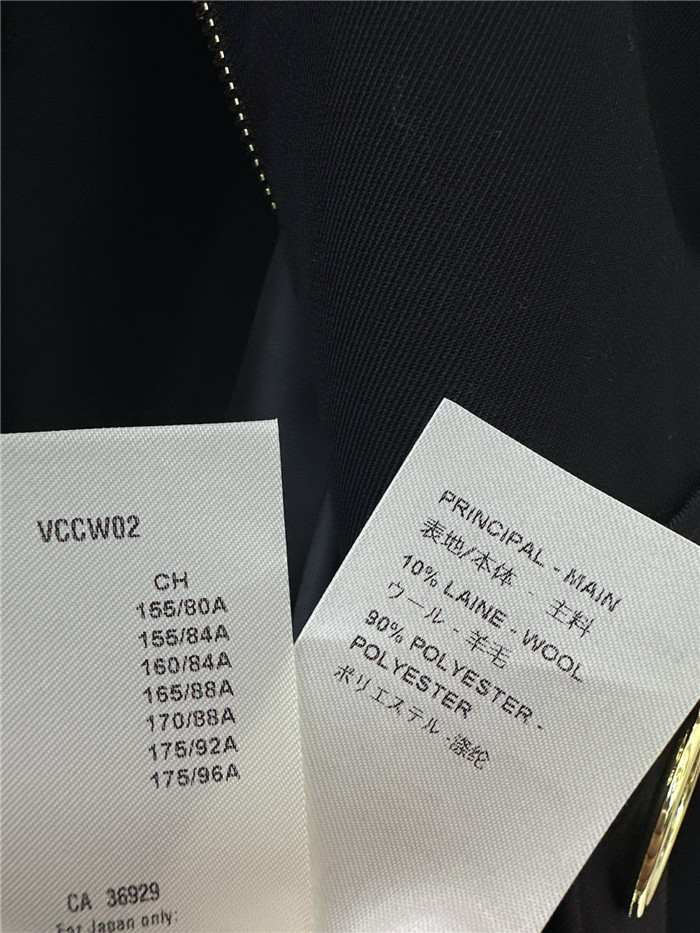 VCCW02
CH
155/80A
155/84A
160/84A
165/88A
170/88A
175/92A
175/96A
CA 36929
For Japan only:
PRINCIPAL - MAIN
表地/本体 - 主料
10% LAINE - WOOL
ウール - 羊毛
90% POLYESTER -
POLYESTER
ポリエステル -涤纶